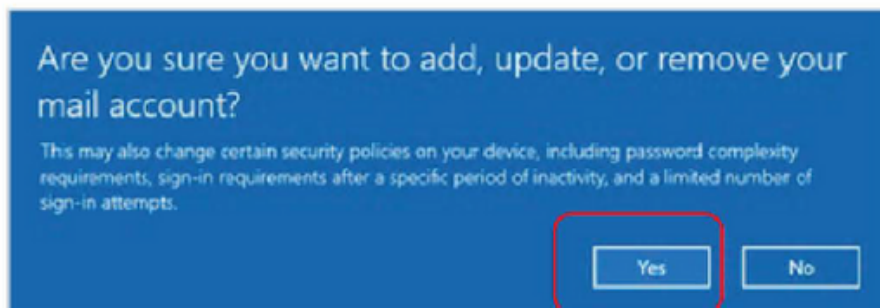 Are you sure you want to add, update, or remove your
mail account?
This may also change certain security policies on your device, including password complexity
requirements, sign-in requirements after a specific period of inactivity, and a limited number of
sign-in attempts.
Yes No